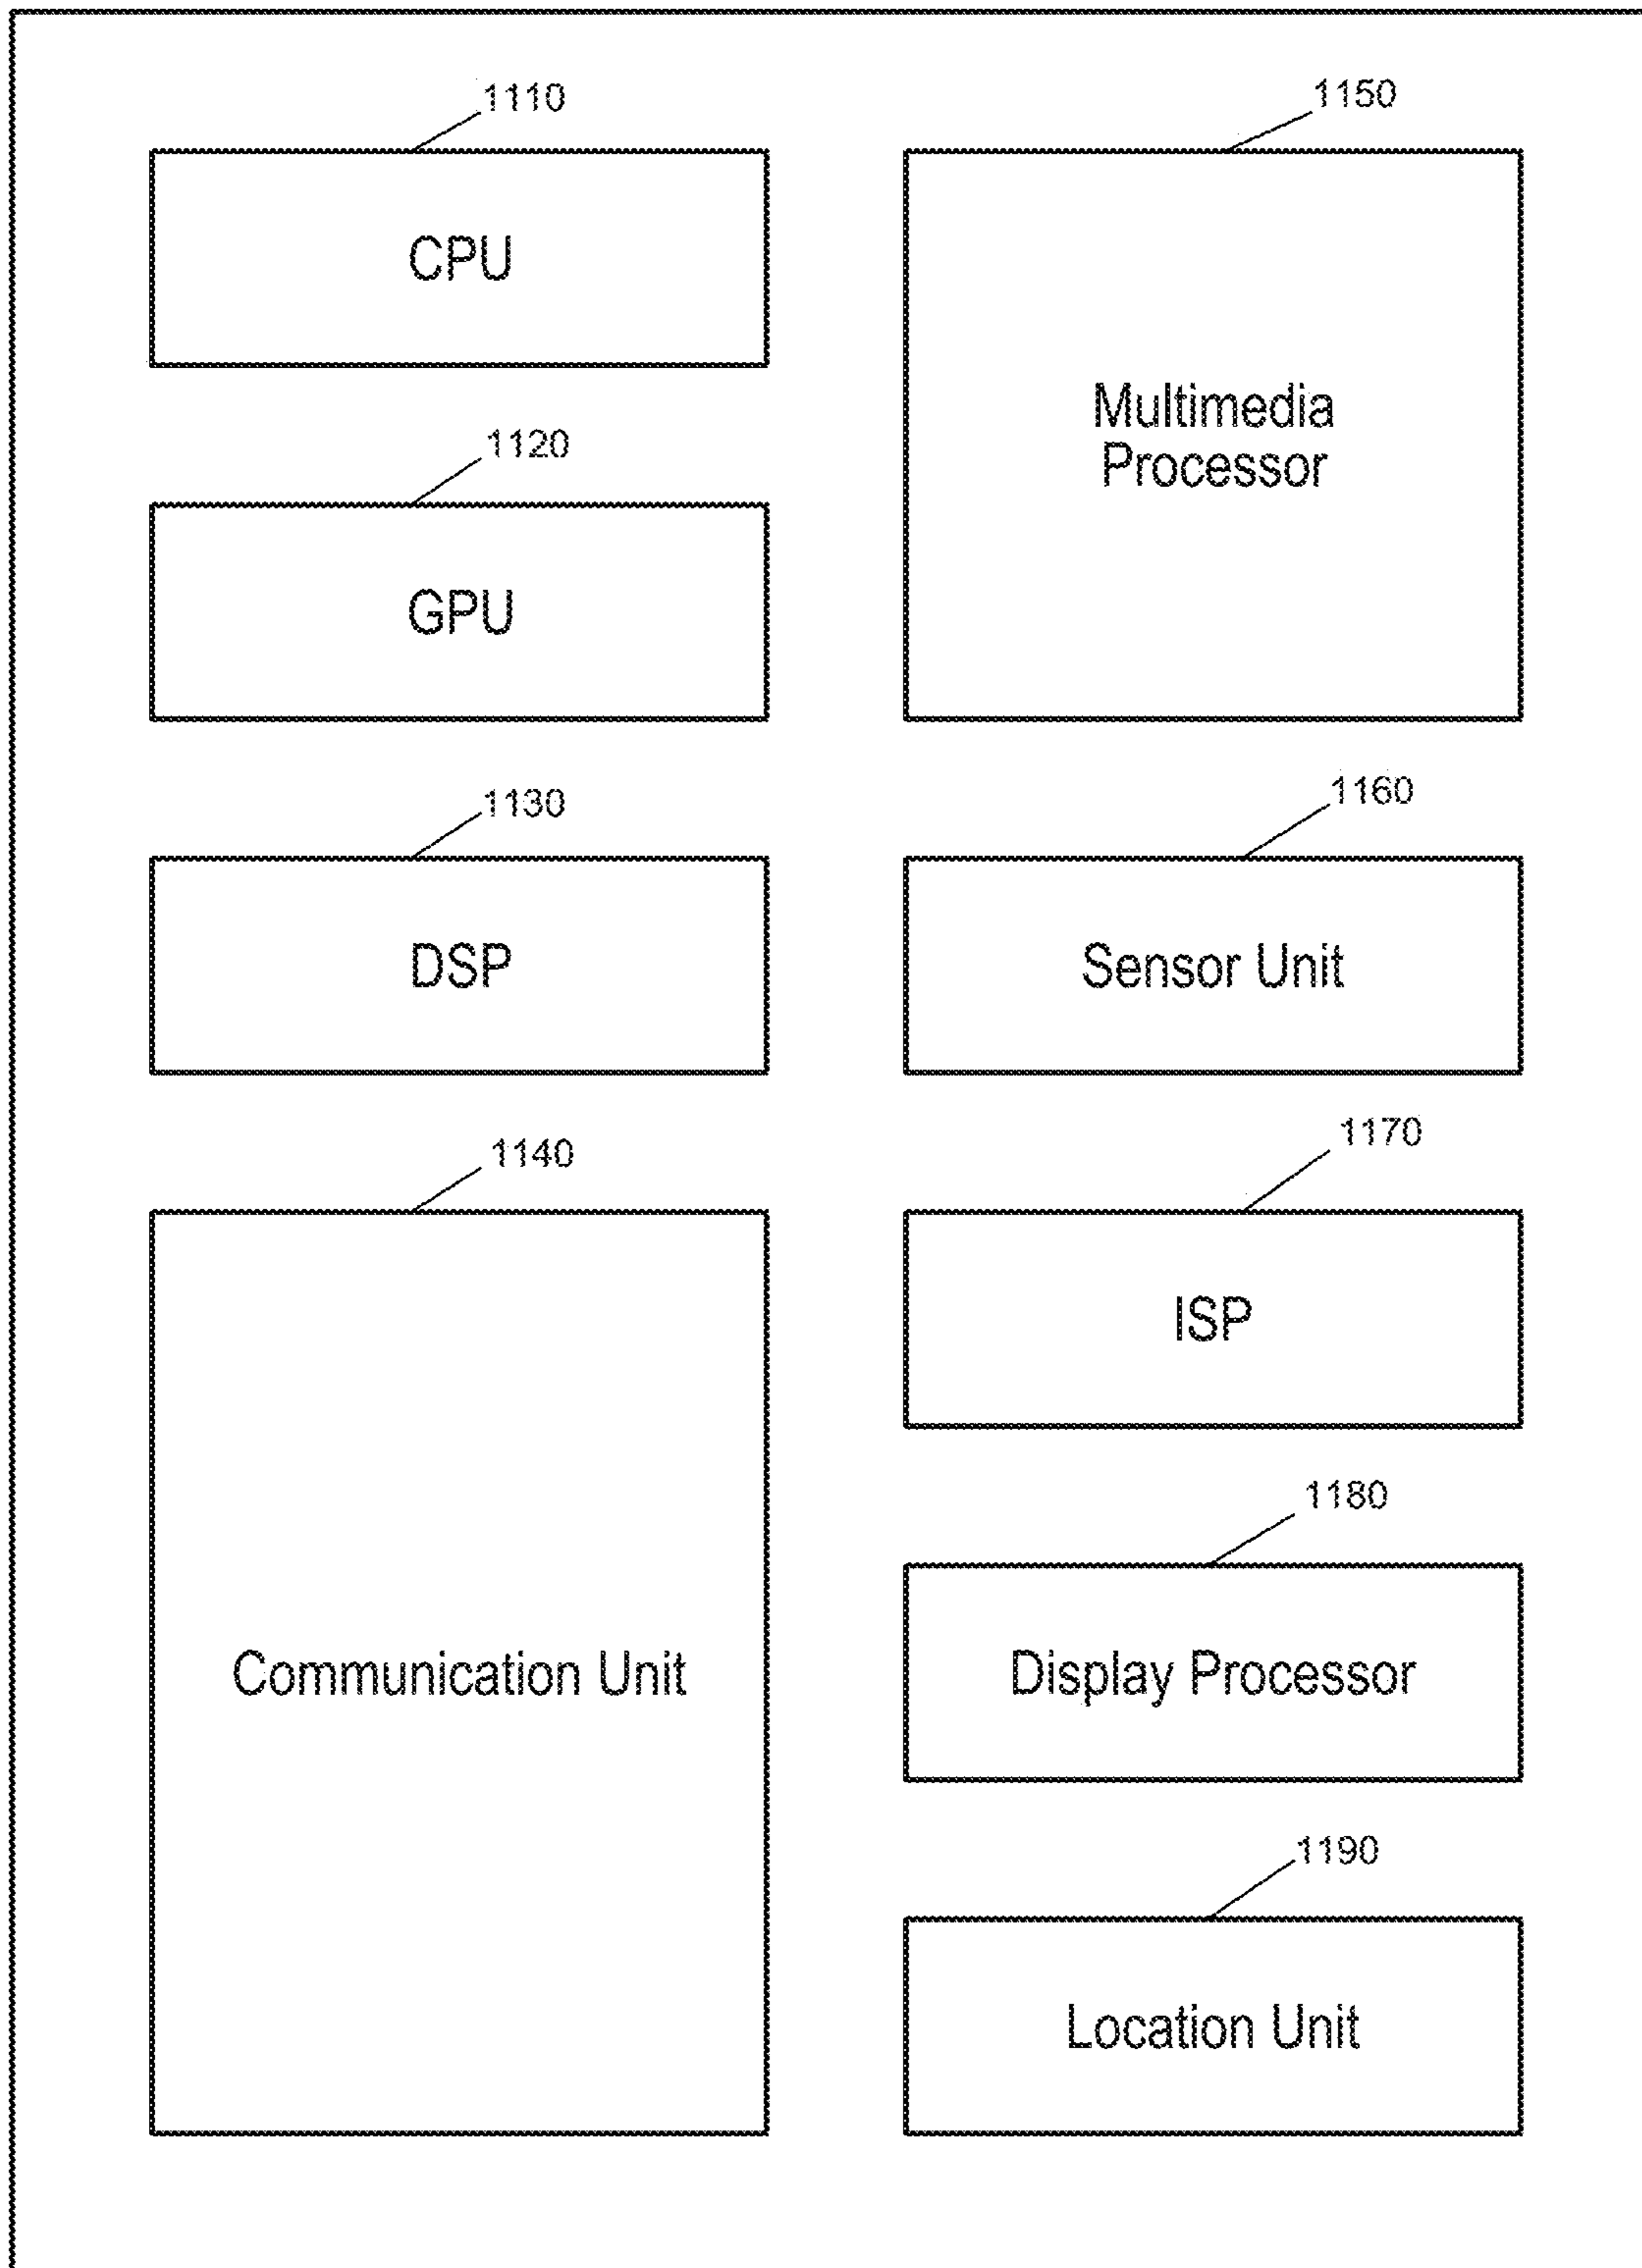 1110
CPU
1120
GPU
1130
DSP
1140
Communication Unit
1150
Multimedia
Processor
1160
Sensor Unit
1170
ISP
1180
Display Processor
1190
Location Unit